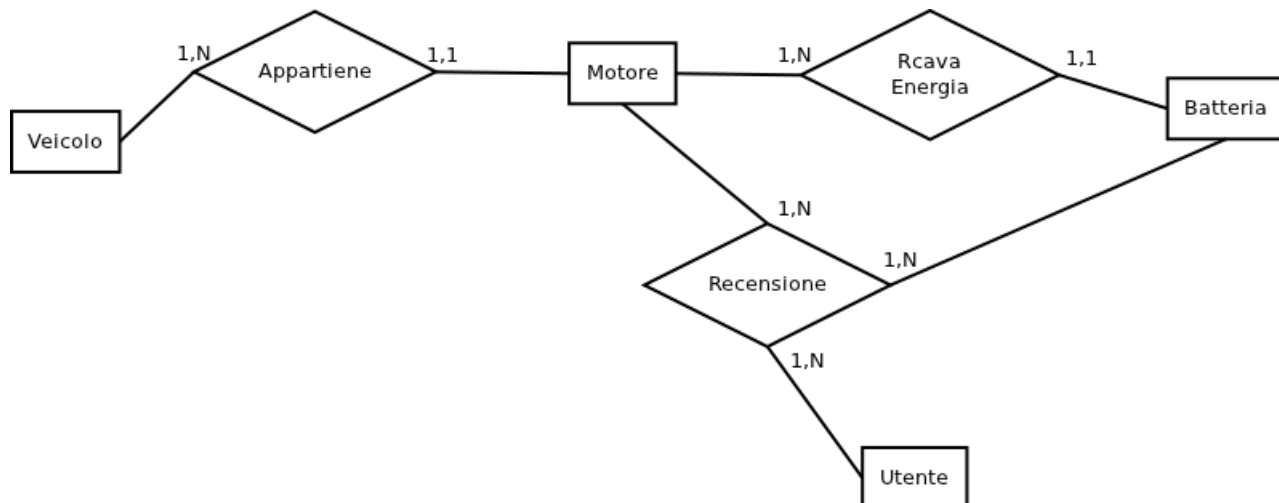 1,N
Appartiene
1,1
Motore
1,N
Rcava
Energia
1,1
Batteria
Veicolo
1,N
Recensione
1,N
1,N
Utente